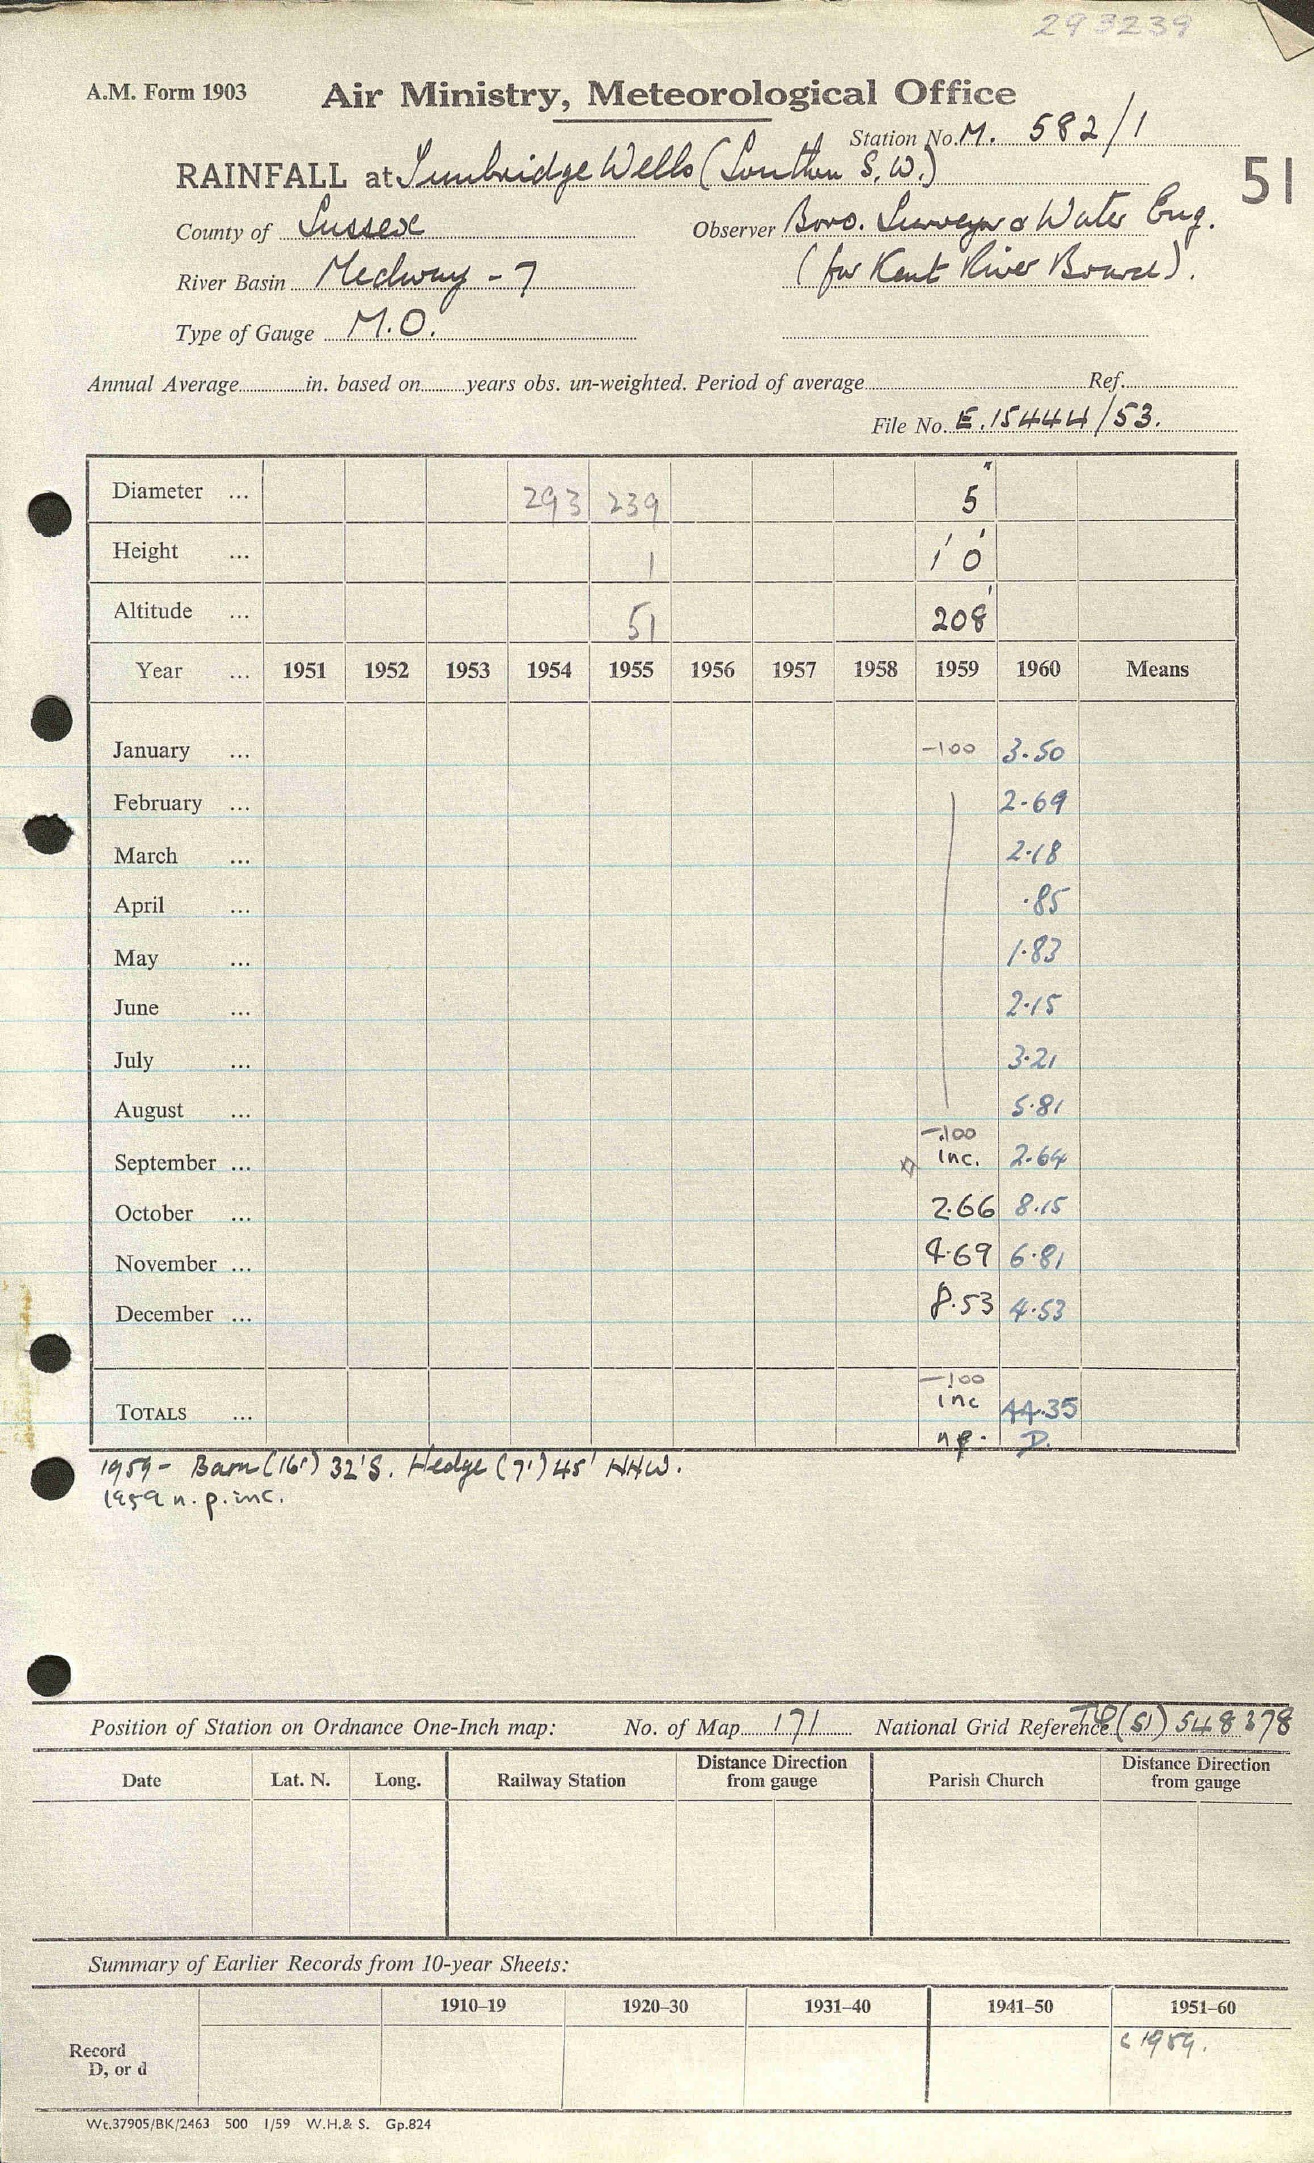 293239
A.M. Form 1903
Air Ministry, Meteorological Office
Station No. M. 582/1
RAINFALL at Tunbridge Wells (Southern S.W.)
51
County of Sussex
Observer Boro. Surveyor & Water Eng.
River Basin Medway - 7
(for Kent River Board).
Type of Gauge M.O.
Annual Average in. based on years obs. un-weighted. Period of average Ref.
File No. E.15444/53.
Diameter ... 293 239 5"
Height ... 1 1' 0'
Altitude ... 51 208'
Year ... 1951 1952 1953 1954 1955 1956 1957 1958 1959 1960 Means
January ... -100 3.50
February ... 2.69
March ... 2.18
April ... .85
May ... 1.83
June ... 2.15
July ... 3.21
August ... 5.81
-100
September ... inc. 2.64
October ... 2.66 8.15
November ... 4.69 6.81
December ... 8.53 4.53
-100
TOTALS ... inc 44.35
n.p. D.
1959 - Barn (16') 32' S. Hedge (7') 45' NNW.
1959 n.p. inc.
Position of Station on Ordnance One-Inch map: No. of Map 171 National Grid Reference TQ (51) 548378
Date Lat. N. Long. Railway Station Distance Direction from gauge Parish Church Distance Direction from gauge
Summary of Earlier Records from 10-year Sheets:
1910–19 1920–30 1931–40 1941–50 1951–60
Record
D, or d
c 1959.
Wt.37905/BK/2463 500 1/59 W.H.& S. Gp.824